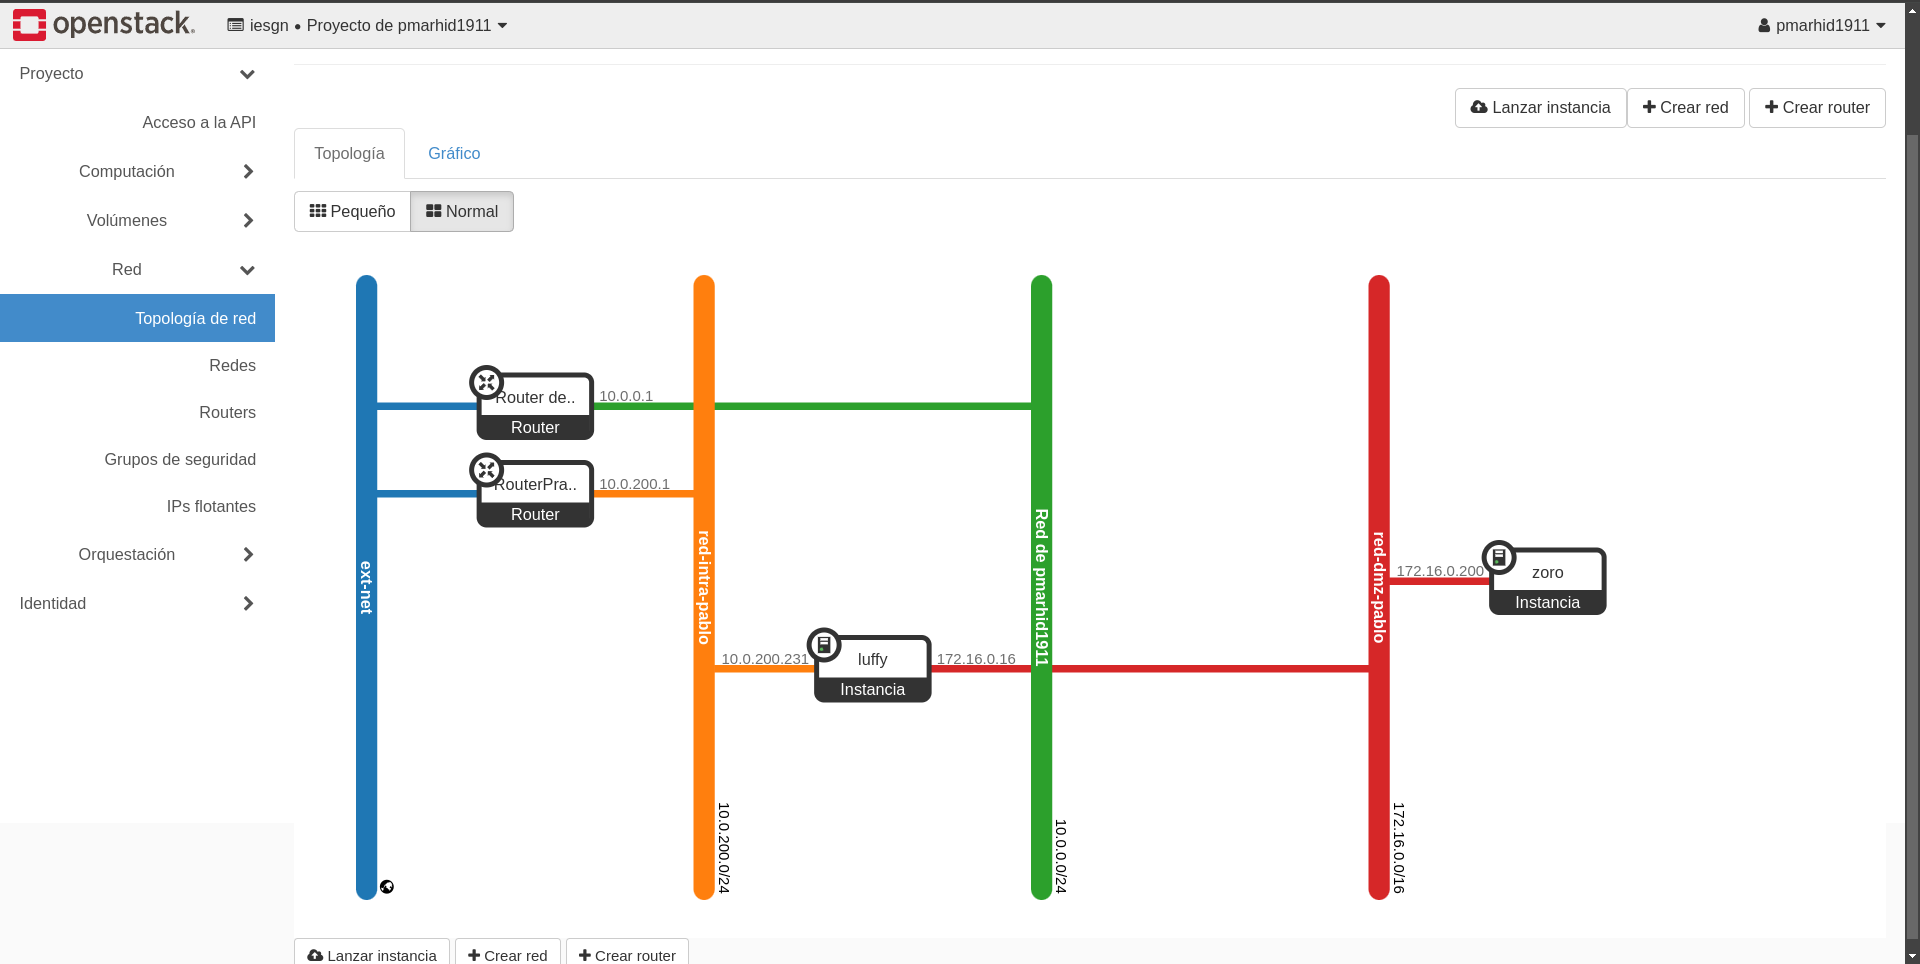 openstack.
iesgn • Proyecto de pmarhid1911
pmarhid1911
Proyecto
Acceso a la API
Computación
Volúmenes
Red
Topología de red
Redes
Routers
Grupos de seguridad
IPs flotantes
Orquestación
Identidad
Lanzar instancia
Crear red
Crear router
Topología
Gráfico
Pequeño
Normal
ext-net
Router de..
Router
10.0.0.1
RouterPra..
Router
10.0.200.1
red-intra-pablo
10.0.200.0/24
10.0.200.231
luffy
Instancia
172.16.0.16
Red de pmarhid1911
10.0.0.0/24
red-dmz-pablo
172.16.0.0/16
172.16.0.200
zoro
Instancia
Lanzar instancia
Crear red
Crear router